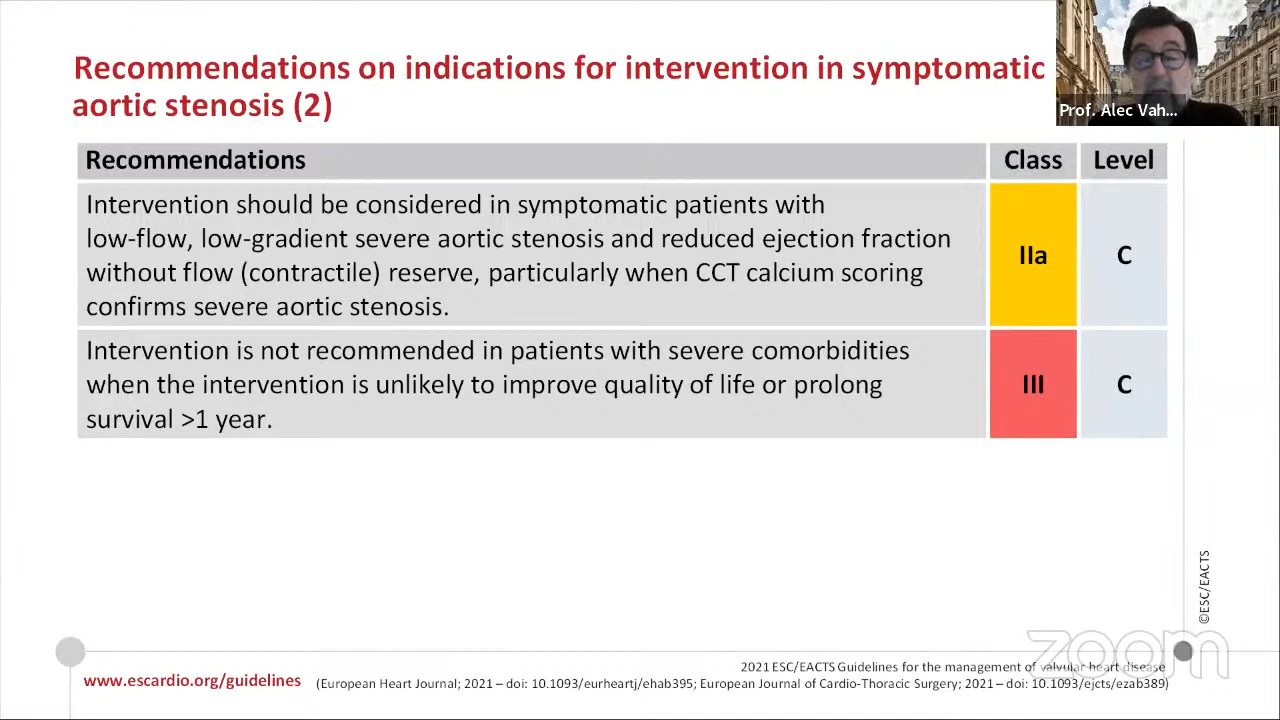 Recommendations on indications for intervention in symptomatic
aortic stenosis (2)
Prof. Alec Vah...
Recommendations Class Level
Intervention should be considered in symptomatic patients with
low-flow, low-gradient severe aortic stenosis and reduced ejection fraction
without flow (contractile) reserve, particularly when CCT calcium scoring
confirms severe aortic stenosis.
IIa C
Intervention is not recommended in patients with severe comorbidities
when the intervention is unlikely to improve quality of life or prolong
survival >1 year.
III C
©ESC/EACTS
zoom
2021 ESC/EACTS Guidelines for the management of valvular heart disease
www.escardio.org/guidelines (European Heart Journal; 2021 – doi: 10.1093/eurheartj/ehab395; European Journal of Cardio-Thoracic Surgery; 2021 – doi: 10.1093/ejcts/ezab389)